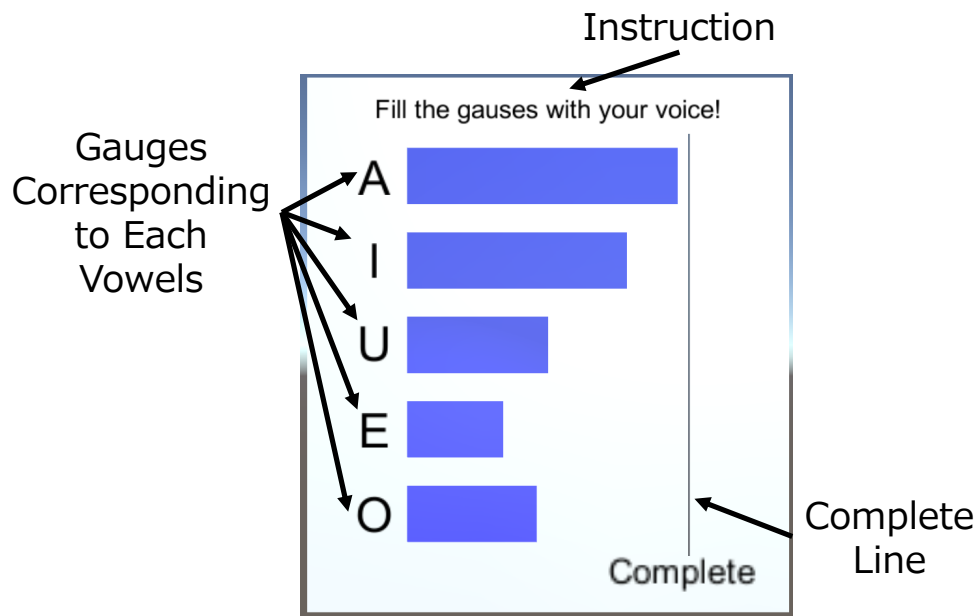 Instruction
Fill the gauses with your voice!
Gauges
Corresponding
to Each
Vowels
A
I
U
E
O
Complete
Line
Complete